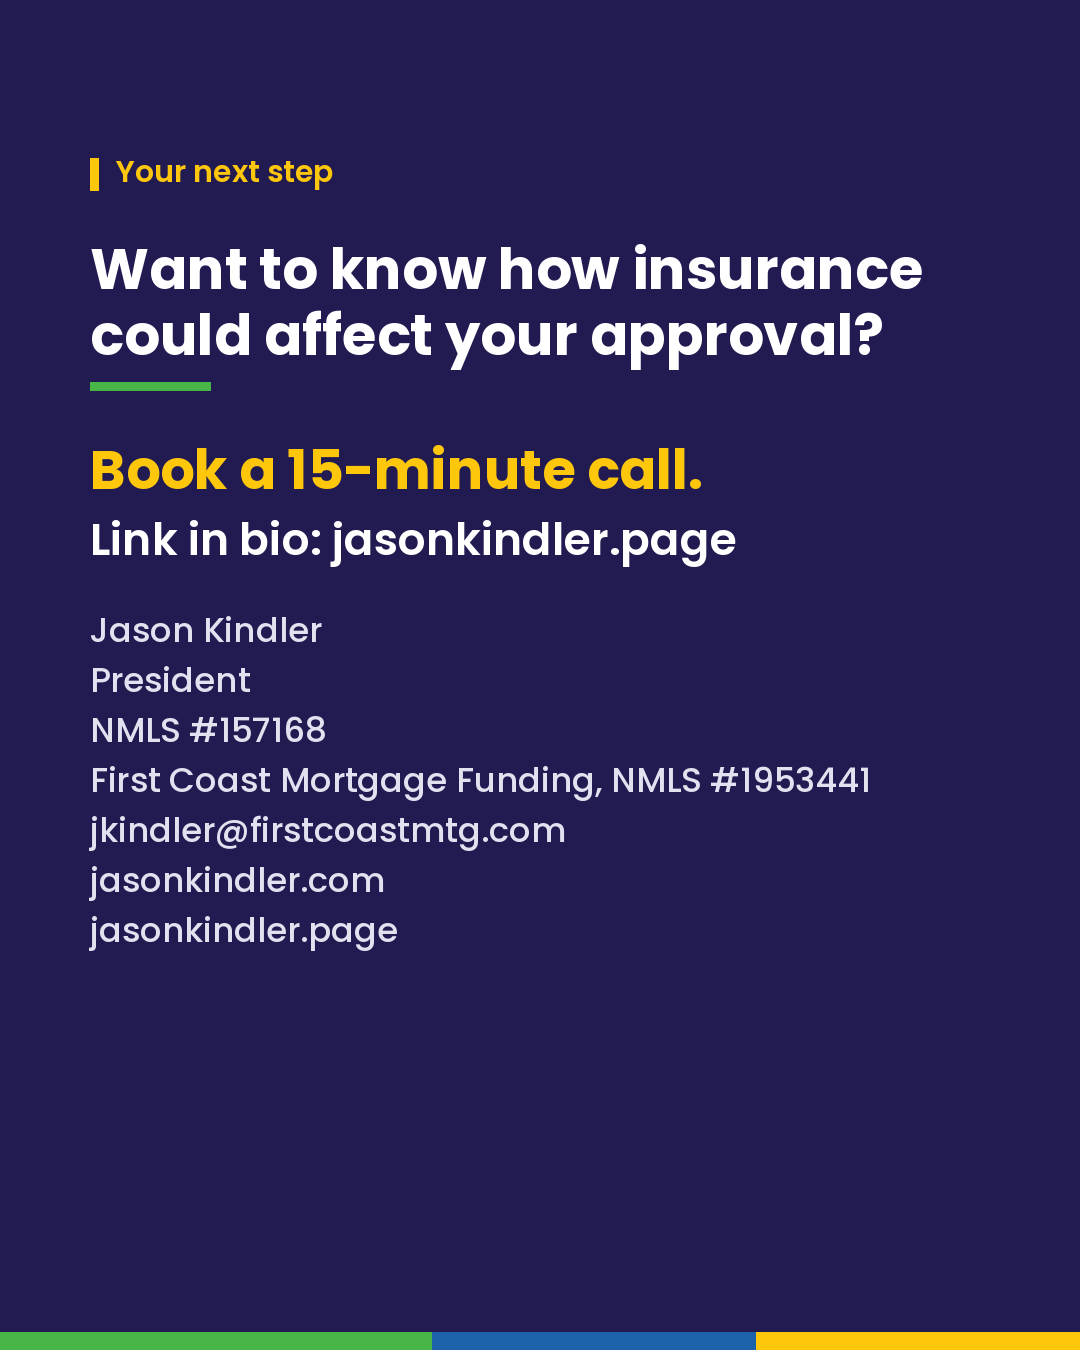 Your next step
Want to know how insurance
could affect your approval?
Book a 15-minute call.
Link in bio: jasonkindler.page
Jason Kindler
President
NMLS #157168
First Coast Mortgage Funding, NMLS #1953441
jkindler@firstcoastmtg.com
jasonkindler.com
jasonkindler.page